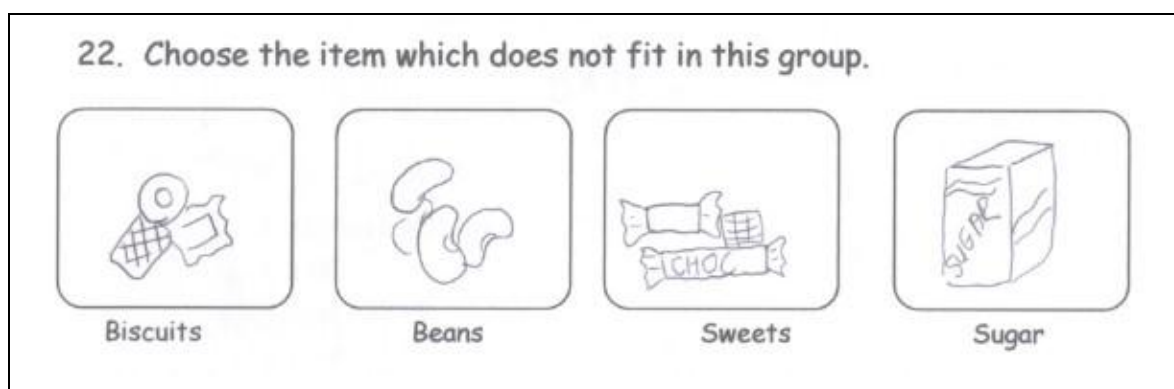 22. Choose the item which does not fit in this group.
CHOC
SUGAR
Biscuits Beans Sweets Sugar